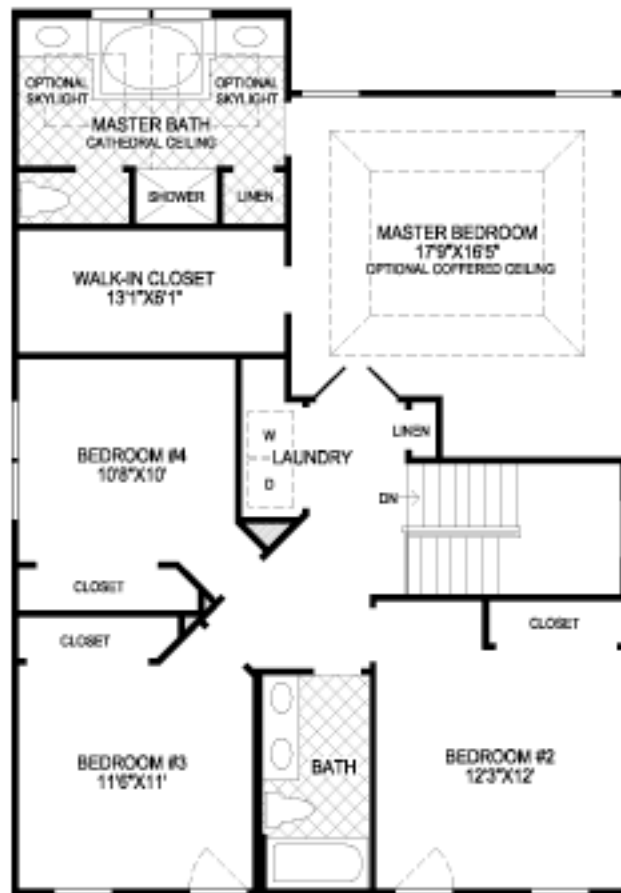 OPTIONAL
SKYLIGHT
OPTIONAL
SKYLIGHT
MASTER BATH
CATHEDRAL CEILING
SHOWER
LINEN
MASTER BEDROOM
17'9"X16'5"
OPTIONAL COFFERED CEILING
WALK-IN CLOSET
13'1"X6'1"
W
LAUNDRY
D
LINEN
BEDROOM #4
10'8"X10'
DN
CLOSET
CLOSET
CLOSET
BEDROOM #3
11'6"X11'
BATH
BEDROOM #2
12'3"X12'